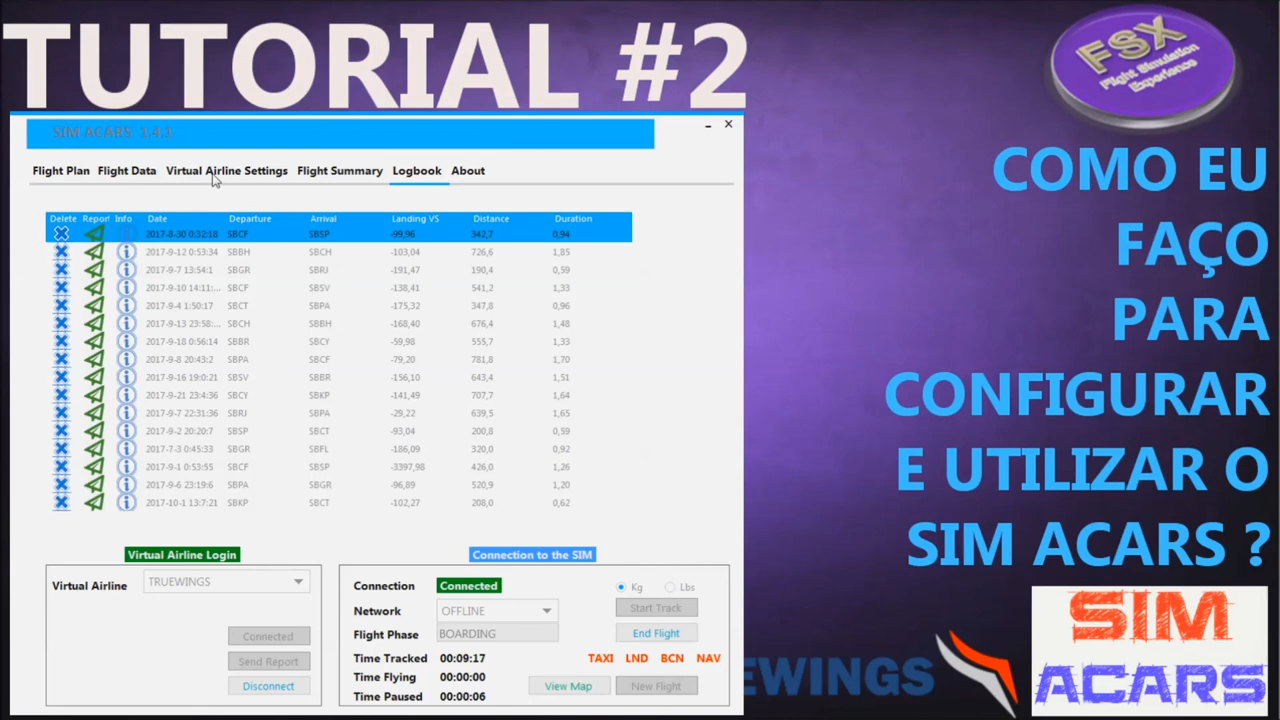 TUTORIAL #2
FSX
Flight Simulation
Experience
SIM ACARS 1.4.1
Flight Plan Flight Data Virtual Airline Settings Flight Summary Logbook About
COMO EU
FAÇO
PARA
CONFIGURAR
E UTILIZAR O
SIM ACARS ?
Delete Report Info Date Departure Arrival Landing VS Distance Duration
2017-8-30 0:32:18 SBCF SBSP -99,96 342,7 0,94
2017-9-12 0:53:34 SBBH SBCH -103,04 726,6 1,85
2017-9-7 13:54:1 SBGR SBRJ -191,47 190,4 0,59
2017-9-10 14:11:... SBCF SBSV -138,41 541,2 1,33
2017-9-4 1:50:17 SBCT SBPA -175,32 347,8 0,96
2017-9-13 23:58:... SBCH SBBH -168,40 676,4 1,48
2017-9-18 0:56:14 SBBR SBCY -59,98 555,7 1,33
2017-9-8 20:43:2 SBPA SBCF -79,20 781,8 1,70
2017-9-16 19:0:21 SBSV SBBR -156,10 643,4 1,51
2017-9-21 23:4:36 SBCY SBKP -141,49 707,7 1,64
2017-9-7 22:31:36 SBRJ SBPA -29,22 639,5 1,65
2017-9-2 20:20:7 SBSP SBCT -93,04 200,8 0,59
2017-7-3 0:45:33 SBGR SBFL -186,09 320,0 0,92
2017-9-1 0:53:55 SBCF SBSP -3397,98 426,0 1,26
2017-9-6 23:19:6 SBPA SBGR -96,89 520,9 1,20
2017-10-1 13:7:21 SBKP SBCT -102,27 208,0 0,62
Virtual Airline Login
Virtual Airline TRUEWINGS
Connected
Send Report
Disconnect
Connection to the SIM
Connection Connected Kg Lbs
Network OFFLINE Start Track
Flight Phase BOARDING End Flight
Time Tracked 00:09:17 TAXI LND BCN NAV
Time Flying 00:00:00
Time Paused 00:00:06 View Map New Flight
EWINGS
SIM
ACARS